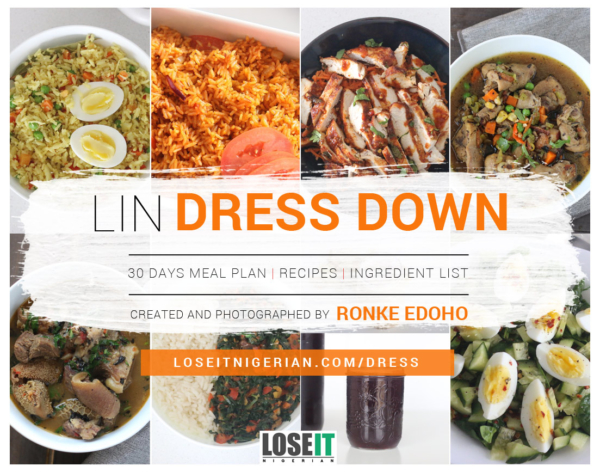 LIN DRESS DOWN
30 DAYS MEAL PLAN | RECIPES | INGREDIENT LIST
CREATED AND PHOTOGRAPHED BY RONKE EDOHO
LOSEITNIGERIAN.COM/DRESS
LOSEIT
NIGERIAN